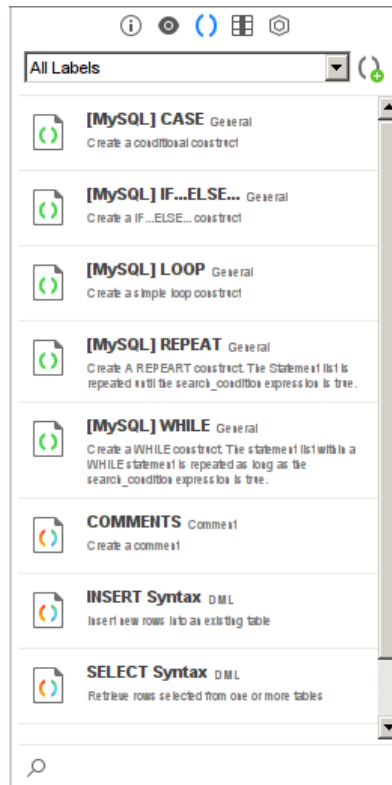 All Labels
[MySQL] CASE General
Create a conditional construct
[MySQL] IF...ELSE... General
Create a IF...ELSE... construct
[MySQL] LOOP General
Create a simple loop construct
[MySQL] REPEAT General
Create A REPEART construct. The Statement list is
repeated until the search_condition expression is true.
[MySQL] WHILE General
Create a WHILE construct. The statement list within a
WHILE statement is repeated as long as the
search_condition expression is true.
COMMENTS Comment
Create a comment
INSERT Syntax DML
Insert new rows into an existing table
SELECT Syntax DML
Retrieve rows selected from one or more tables